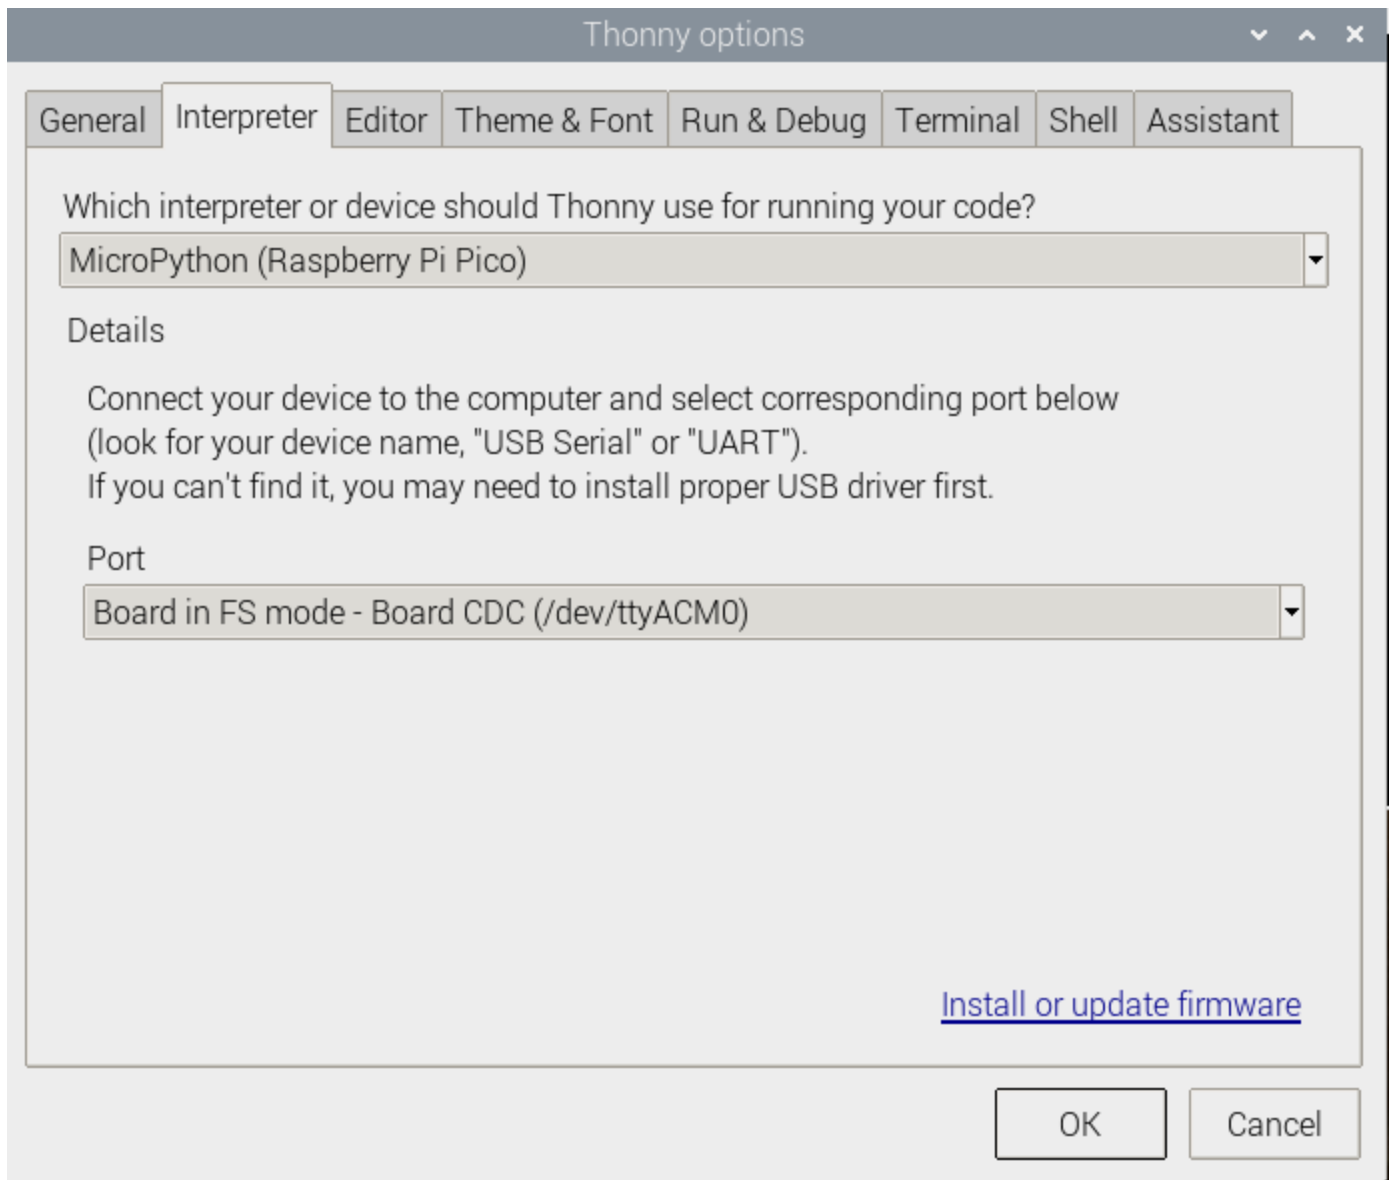 Thonny options
General Interpreter Editor Theme & Font Run & Debug Terminal Shell Assistant
Which interpreter or device should Thonny use for running your code?
MicroPython (Raspberry Pi Pico)
Details
Connect your device to the computer and select corresponding port below
(look for your device name, "USB Serial" or "UART").
If you can't find it, you may need to install proper USB driver first.
Port
Board in FS mode - Board CDC (/dev/ttyACM0)
Install or update firmware
OK Cancel